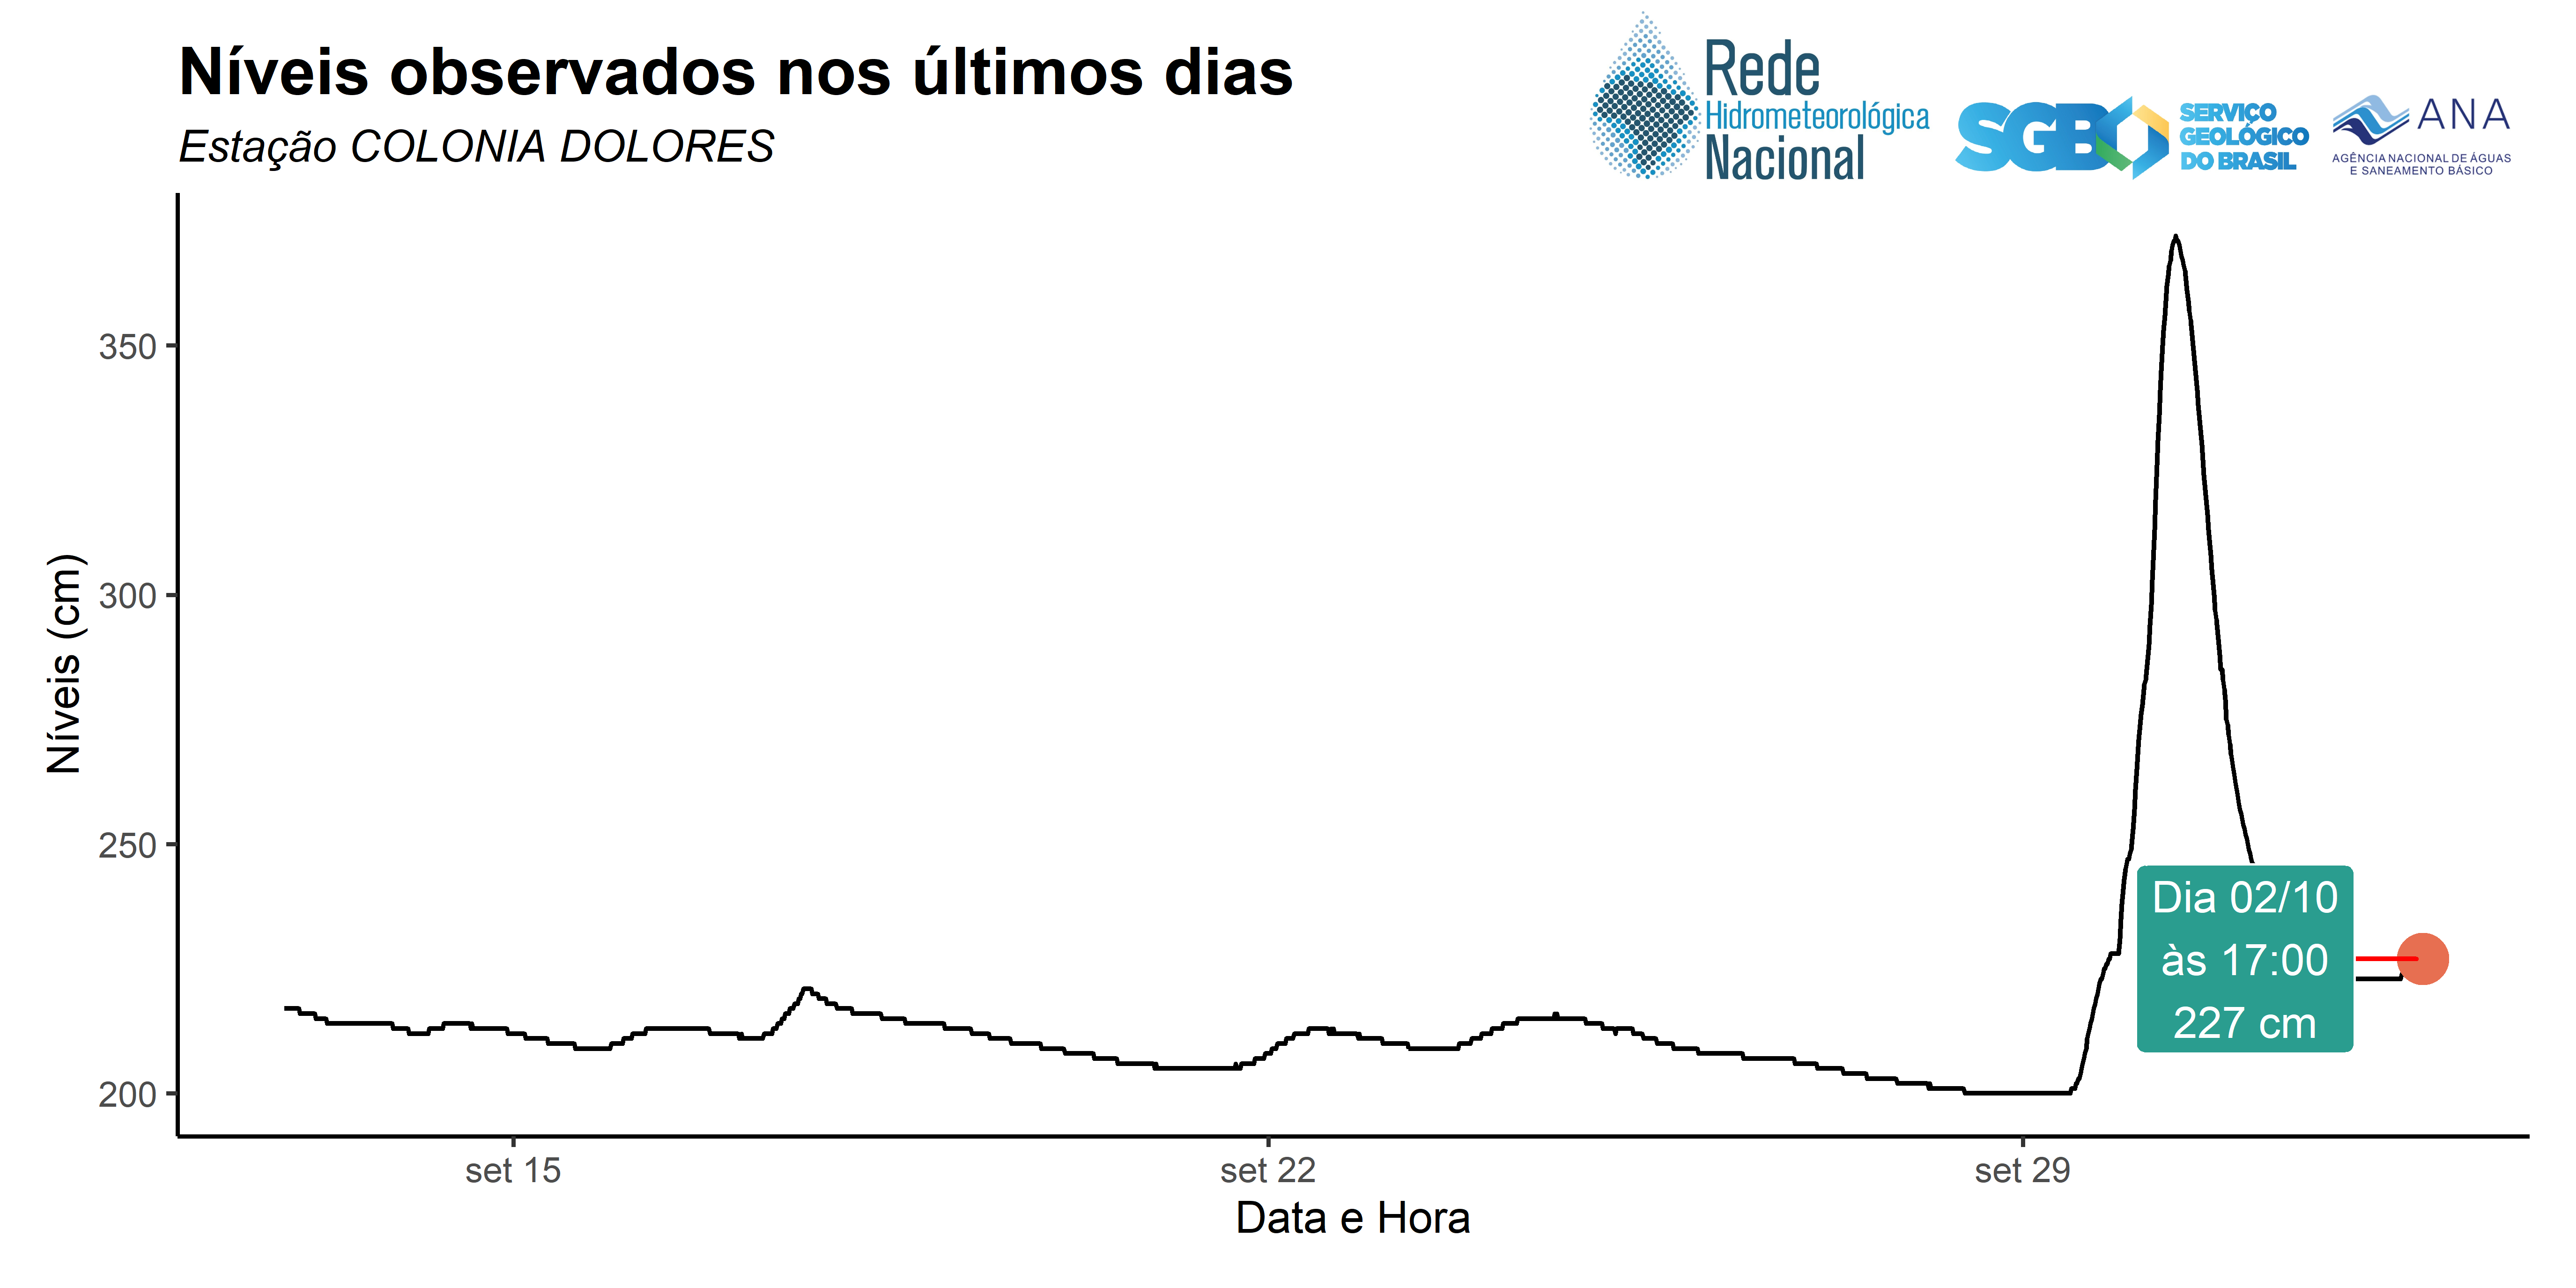 Níveis observados nos últimos dias
Estação COLONIA DOLORES
Rede
Hidrometeorológica
Nacional
SGB
SERVIÇO
GEOLÓGICO
DO BRASIL
ANA
AGÊNCIA NACIONAL DE ÁGUAS
E SANEAMENTO BÁSICO
Níveis (cm)
350
300
250
200
Dia 02/10
às 17:00
227 cm
set 15
set 22
set 29
Data e Hora